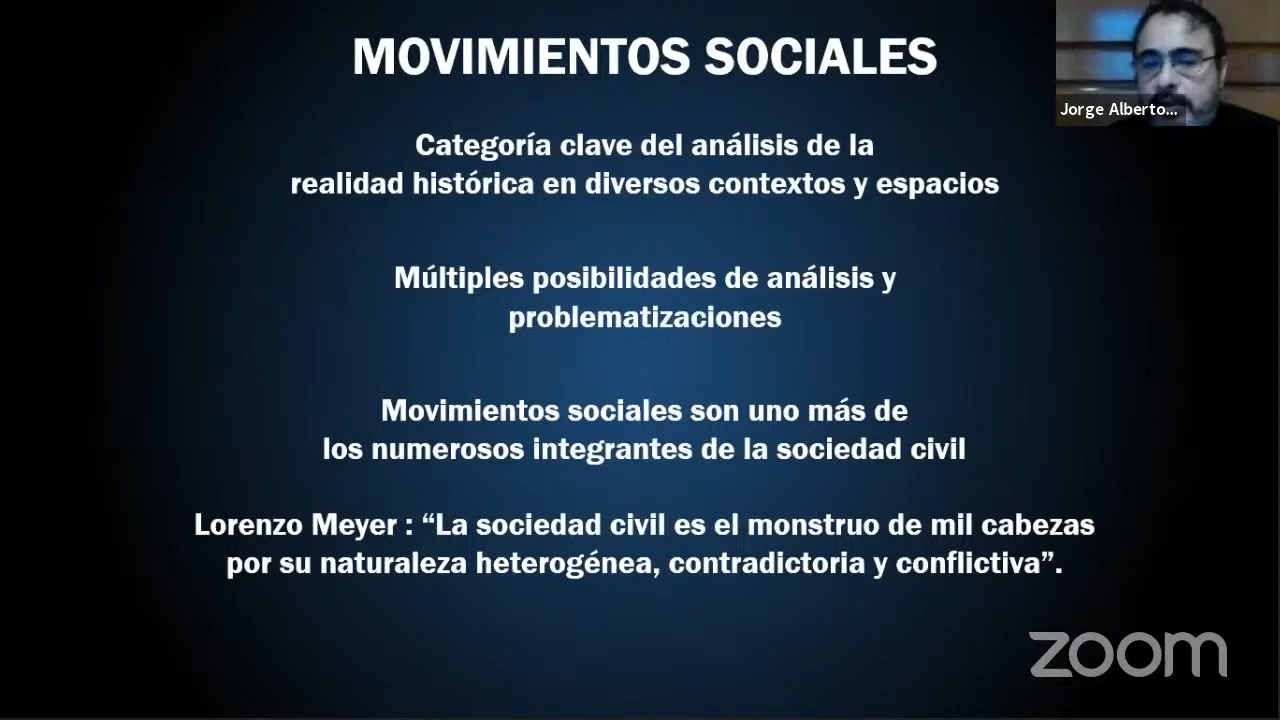 MOVIMIENTOS SOCIALES
Jorge Alberto...
Categoría clave del análisis de la
realidad histórica en diversos contextos y espacios
Múltiples posibilidades de análisis y
problematizaciones
Movimientos sociales son uno más de
los numerosos integrantes de la sociedad civil
Lorenzo Meyer : “La sociedad civil es el monstruo de mil cabezas
por su naturaleza heterogénea, contradictoria y conflictiva”.
zoom